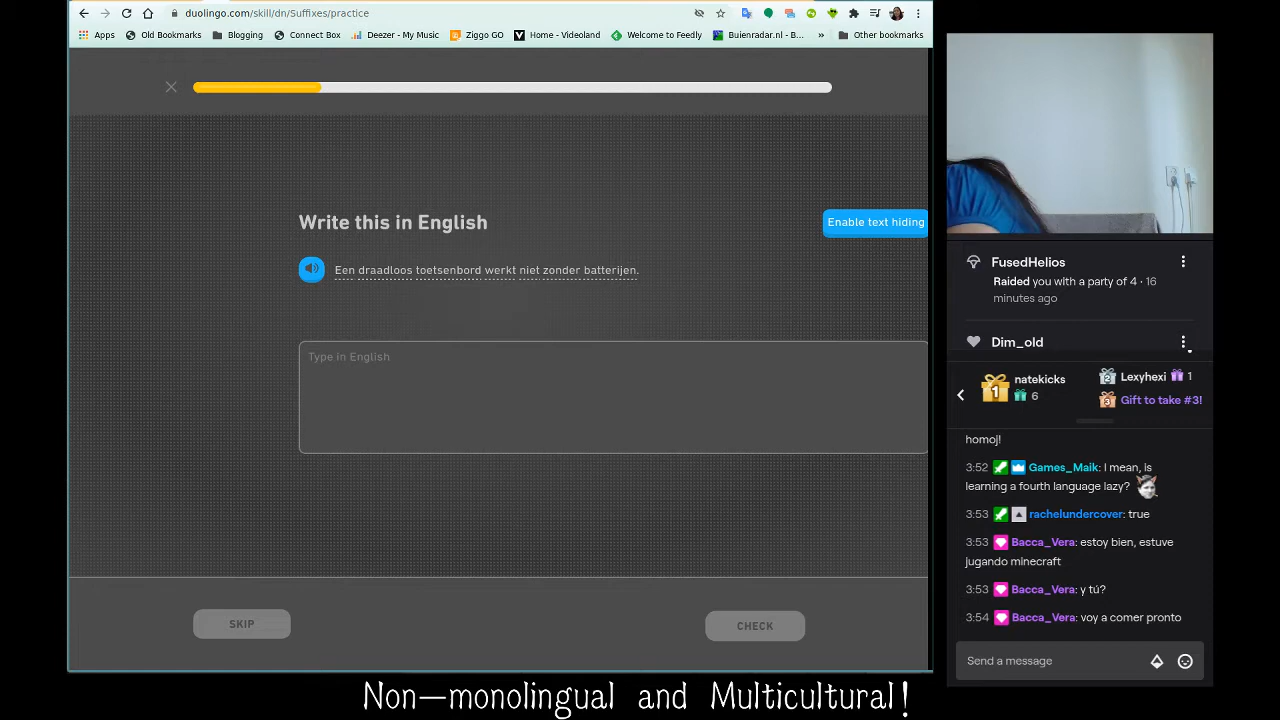 duolingo.com/skill/dn/Suffixes/practice
Apps Old Bookmarks Blogging Connect Box Deezer - My Music Ziggo GO Home - Videoland Welcome to Feedly Buienradar.nl - B... » Other bookmarks
Write this in English
Enable text hiding
Een draadloos toetsenbord werkt niet zonder batterijen.
Type in English
SKIP
CHECK
FusedHelios
Raided you with a party of 4 · 16
minutes ago
Dim_old
1 natekicks
6
2 Lexyhexi 1
3 Gift to take #3!
homoj!
3:52 Games_Maik: I mean, is
learning a fourth language lazy?
3:53 rachelundercover: true
3:53 Bacca_Vera: estoy bien, estuve
jugando minecraft
3:53 Bacca_Vera: y tú?
3:54 Bacca_Vera: voy a comer pronto
Send a message
Non-monolingual and Multicultural!